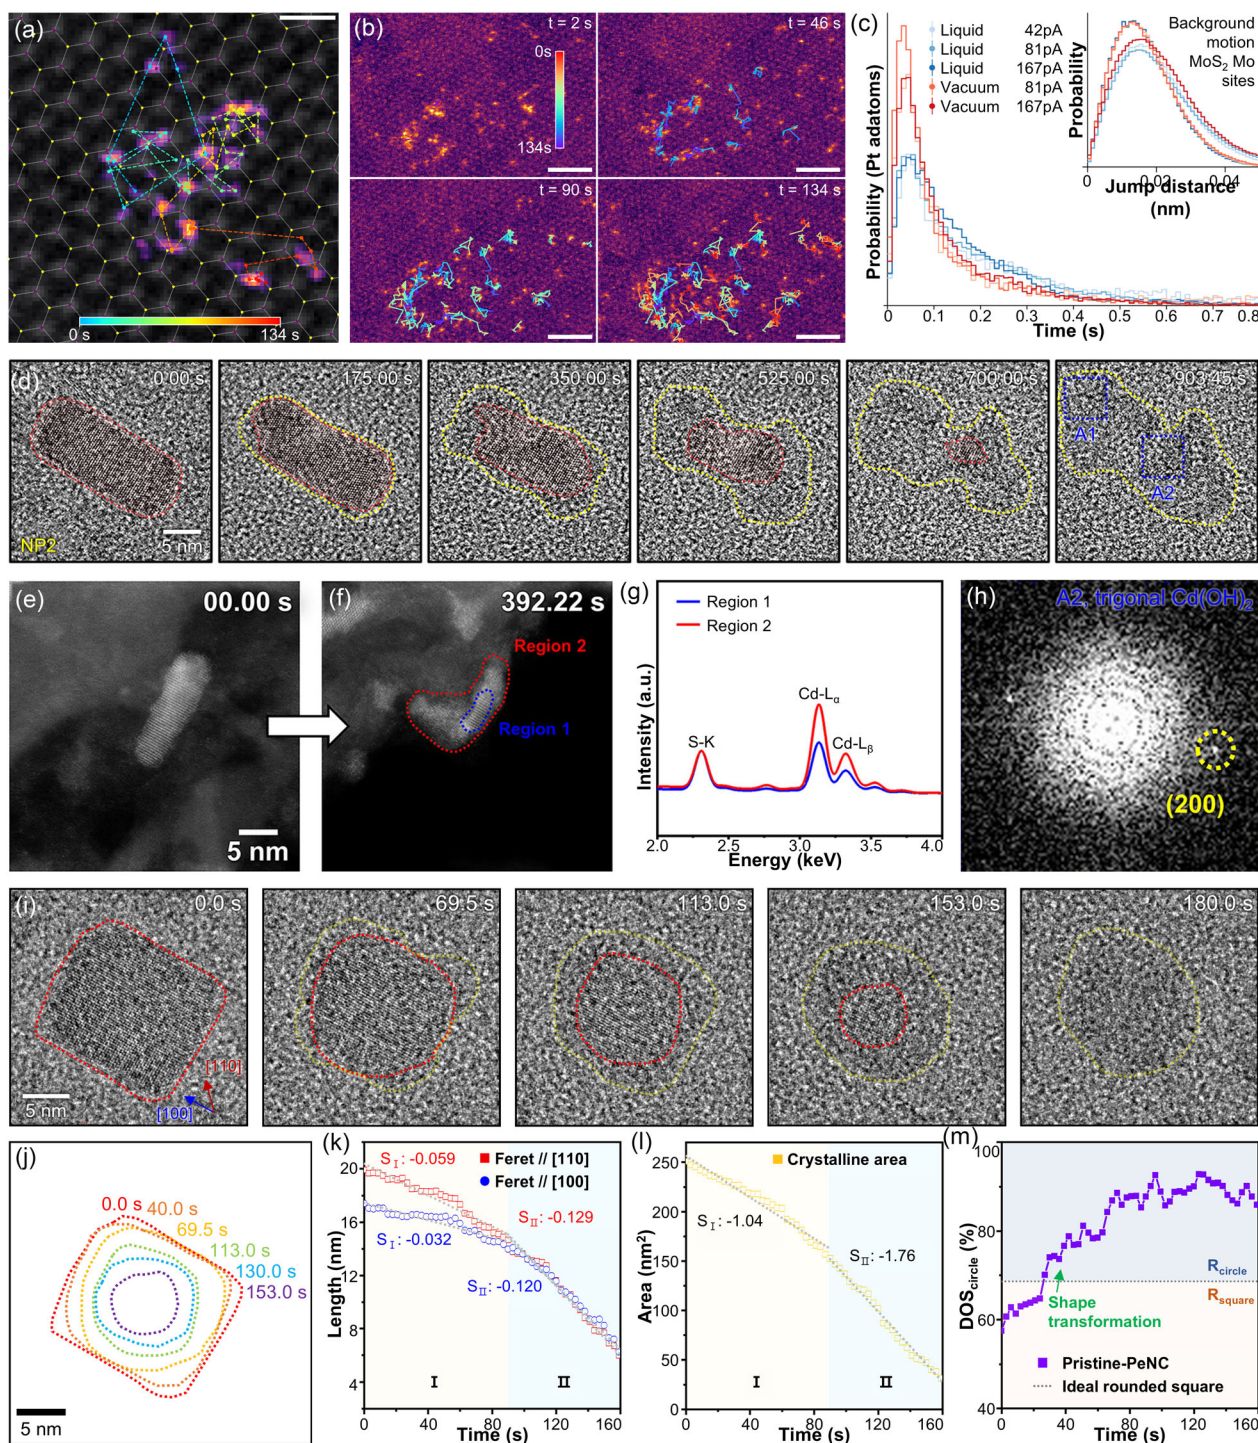 (a)
0 s
134 s
(b)
t = 2 s
0s
134s
t = 46 s
t = 90 s
t = 134 s
(c)
Liquid 42pA
Liquid 81pA
Liquid 167pA
Vacuum 81pA
Vacuum 167pA
Background
motion
MoS2 Mo
sites
Probability
0 0.02 0.04
Jump distance
(nm)
Probability (Pt adatoms)
0 0.1 0.2 0.3 0.4 0.5 0.6 0.7 0.8
Time (s)
(d)
0.00 s
NP2
5 nm
175.00 s
350.00 s
525.00 s
700.00 s
903.45 s
A1
A2
(e)
00.00 s
5 nm
(f)
392.22 s
Region 2
Region 1
(g)
Region 1
Region 2
S-K
Cd-Lα
Cd-Lβ
Intensity (a.u.)
2.0 2.5 3.0 3.5 4.0
Energy (keV)
(h)
A2, trigonal Cd(OH)2
(200)
(i)
0.0 s
[110]
[100]
5 nm
69.5 s
113.0 s
153.0 s
180.0 s
(j)
0.0 s
40.0 s
69.5 s
113.0 s
130.0 s
153.0 s
5 nm
(k)
SI: -0.059
Feret // [110]
Feret // [100]
SII: -0.129
SI: -0.032
SII: -0.120
Length (nm)
20
16
12
8
4
I II
0 40 80 120 160
Time (s)
(l)
Crystalline area
SI: -1.04
SII: -1.76
Area (nm²)
250
200
150
100
50
0
I II
0 40 80 120 160
Time (s)
(m)
DOScircle (%)
100
80
60
40
Rcircle
Rsquare
Shape
transformation
Pristine-PeNC
Ideal rounded square
0 40 80 120 160
Time (s)